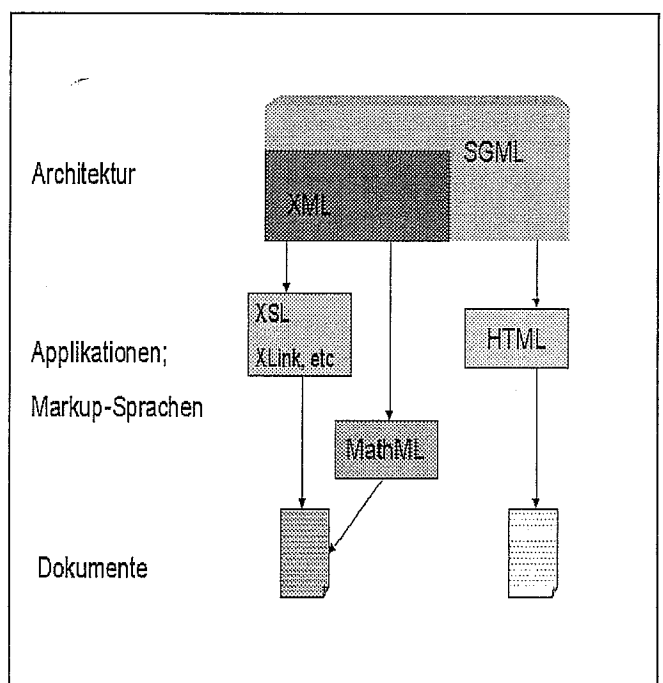 SGML
Architektur
XML
XSL
XLink, etc
HTML
Applikationen;
Markup-Sprachen
MathML
Dokumente